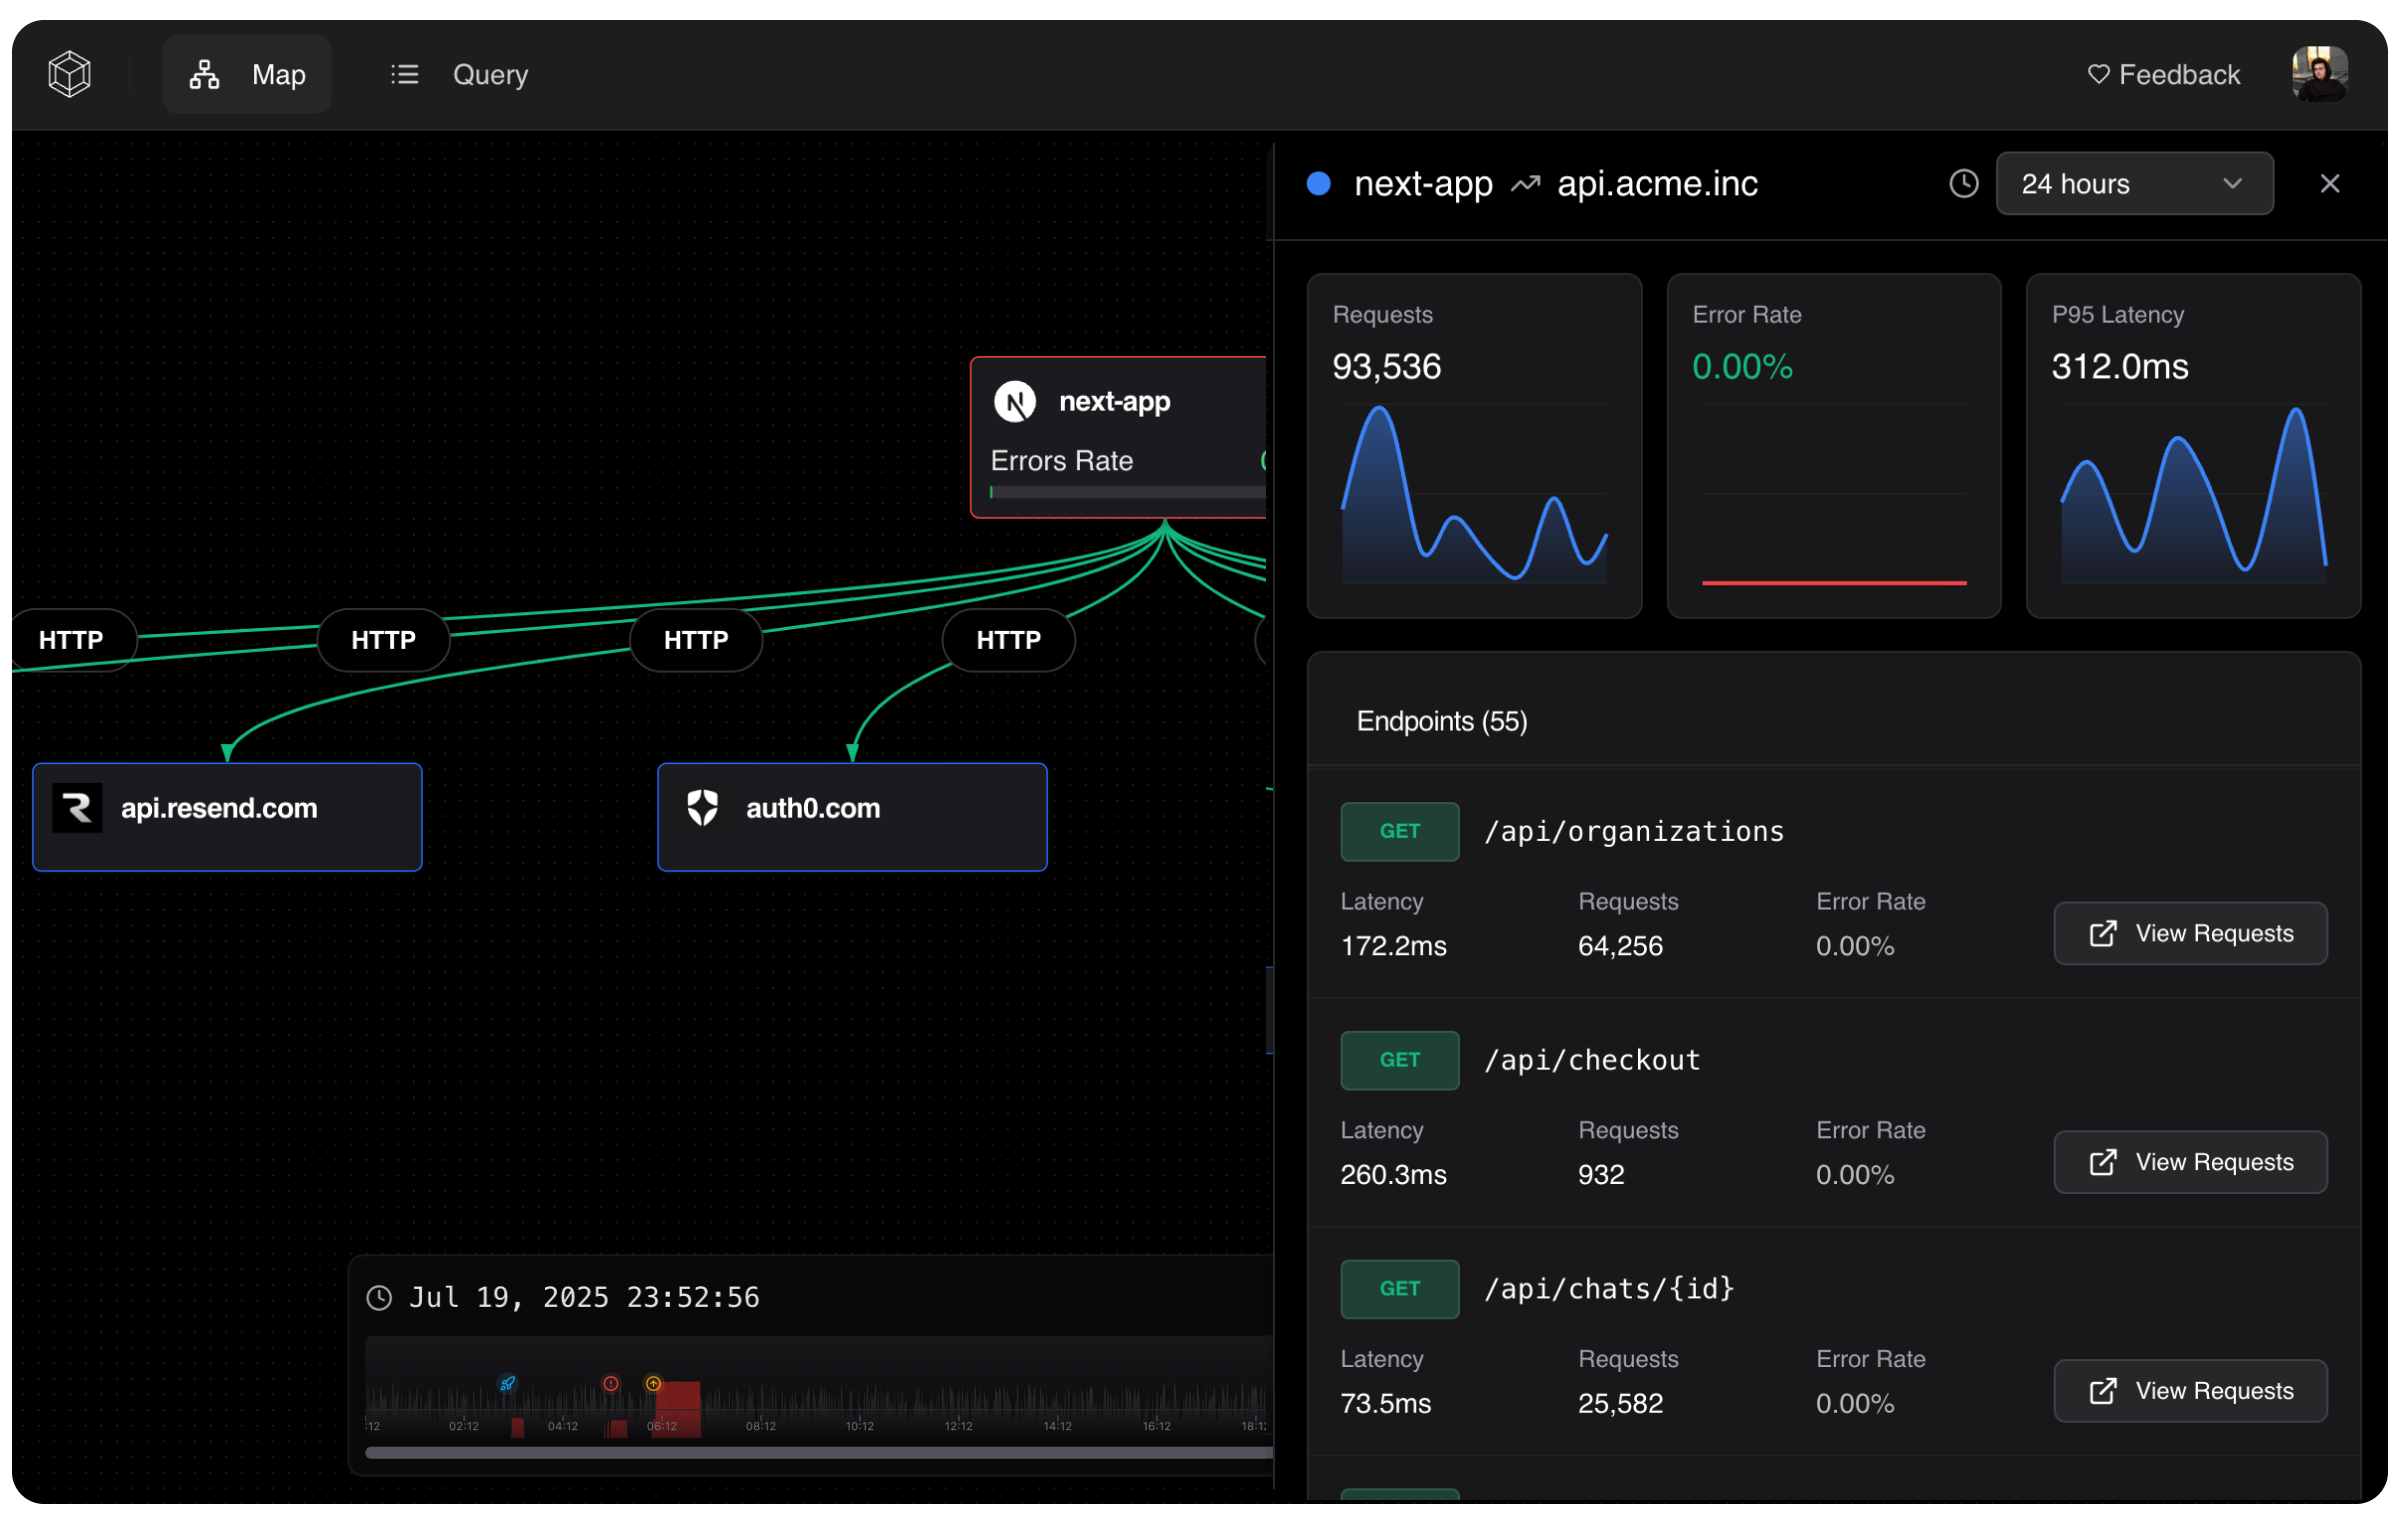 Map
Query
Feedback
next-app api.acme.inc
24 hours
Requests
93,536
Error Rate
0.00%
P95 Latency
312.0ms
next-app
Errors Rate
HTTP
HTTP
HTTP
HTTP
api.resend.com
auth0.com
Endpoints (55)
GET /api/organizations
Latency Requests Error Rate
172.2ms 64,256 0.00%
View Requests
GET /api/checkout
Latency Requests Error Rate
260.3ms 932 0.00%
View Requests
GET /api/chats/{id}
Latency Requests Error Rate
73.5ms 25,582 0.00%
View Requests
Jul 19, 2025 23:52:56
:12 02:12 04:12 06:12 08:12 10:12 12:12 14:12 16:12 18:12